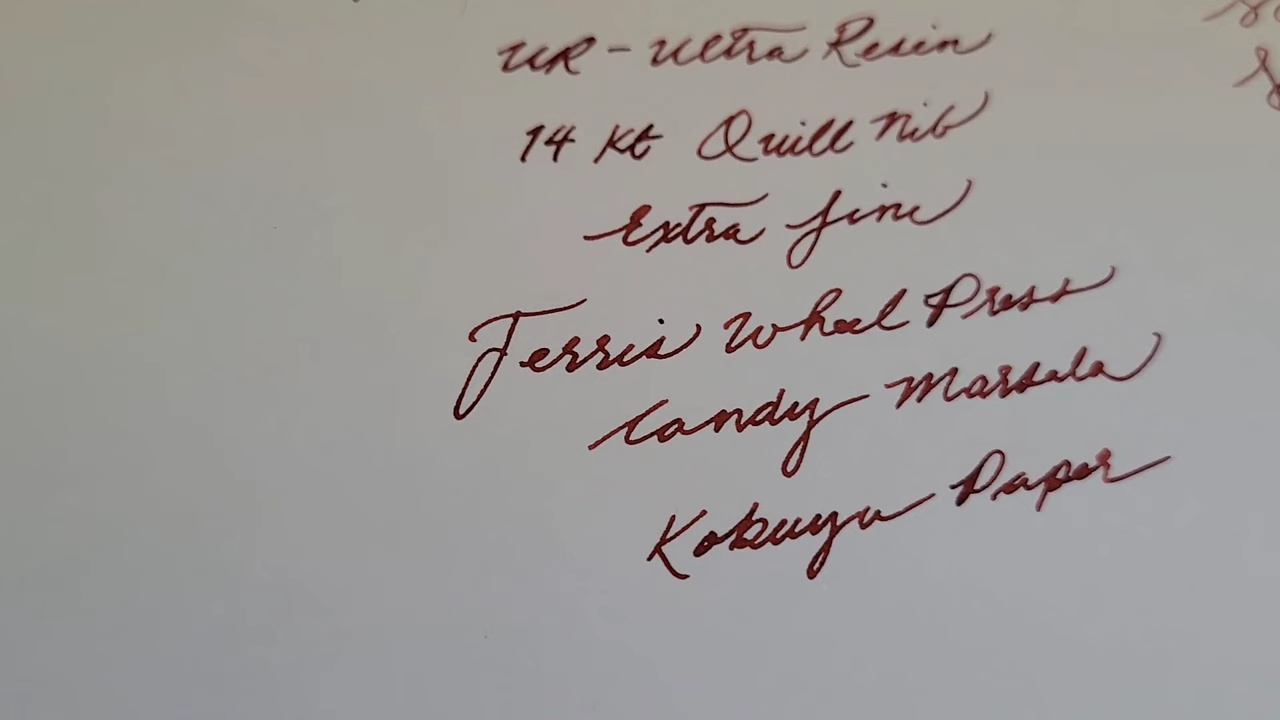 UR - Ultra Resin
14 Kt Quill Nib
Extra Fine
Ferris Wheel Press
Candy Marsala
Kokuyo Paper